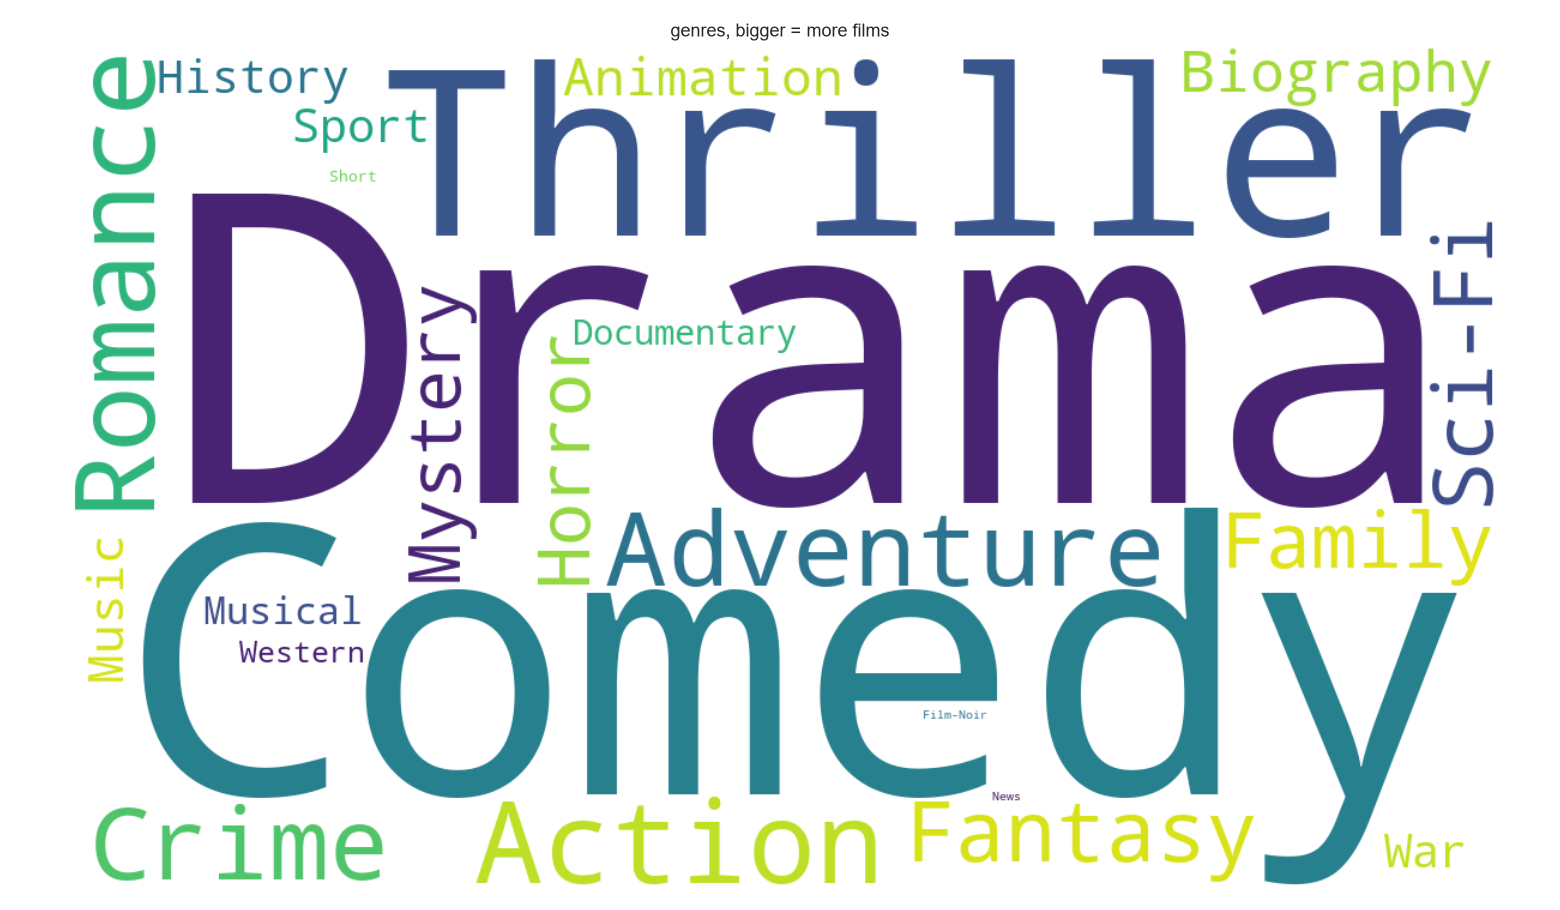 genres, bigger = more films
Romance
History
Thriller
Animation
Biography
Sport
Short
Drama
Sci-Fi
Mystery
Horror
Documentary
Comedy
Adventure
Family
Music
Musical
Western
Film-Noir
News
Crime
Action
Fantasy
War